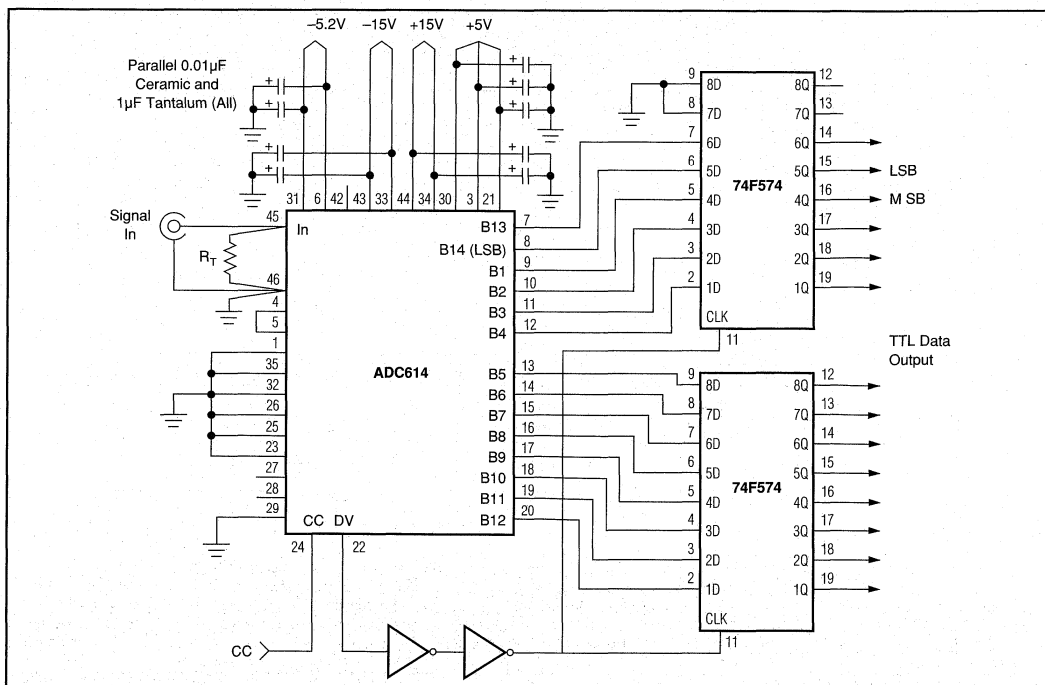 –5.2V –15V +15V +5V
Parallel 0.01µF
Ceramic and
1µF Tantalum (All)
+ + + + + + + + +
31 6 42 43 33 44 34 30 3 21
Signal
In
R_T
45
46
4
5
1
35
32
26
25
23
27
28
29
In
ADC614
CC DV
24 22
CC
B13 7
B14 (LSB) 8
B1 9
B2 10
B3 11
B4 12
B5 13
B6 14
B7 15
B8 16
B9 17
B10 18
B11 19
B12 20
9 8D 8Q 12
8 7D 7Q 13
7 6D 6Q 14
6 5D 5Q 15 LSB
74F574
5 4D 4Q 16 M SB
4 3D 3Q 17
3 2D 2Q 18
2 1D 1Q 19
CLK
11
TTL Data
Output
9 8D 8Q 12
8 7D 7Q 13
7 6D 6Q 14
6 5D 5Q 15
74F574
5 4D 4Q 16
4 3D 3Q 17
3 2D 2Q 18
2 1D 1Q 19
CLK
11